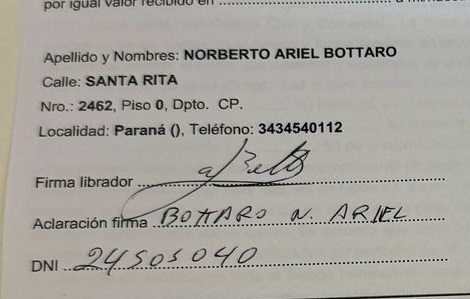 por igual valor recibido en
Apellido y Nombres: NORBERTO ARIEL BOTTARO
Calle: SANTA RITA
Nro.: 2462, Piso 0, Dpto. CP.
Localidad: Paraná (), Teléfono: 3434540112
Firma librador
Aclaración firma BOTTARO N. ARIEL
DNI 24505040